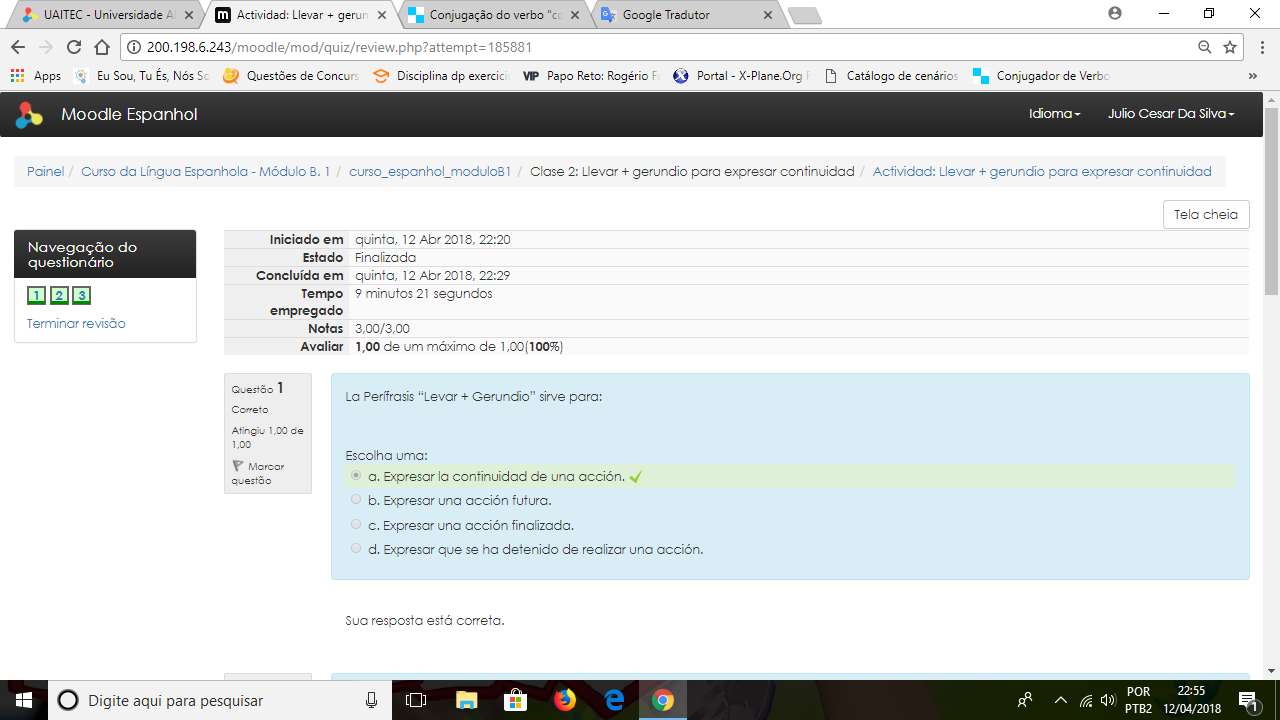 UAITEC - Universidade A
Actividad: Llevar + gerun
Conjugação do verbo "co
Google Tradutor
200.198.6.243/moodle/mod/quiz/review.php?attempt=185881
Apps
Eu Sou, Tu És, Nós So
Questões de Concurs
Disciplina dp exercici
VIP Papo Reto: Rogério F
Portal - X-Plane.Org F
Catálogo de cenários
Conjugador de Verbo
»
Moodle Espanhol
Idioma
Julio Cesar Da Silva
Painel / Curso da Língua Espanhola - Módulo B. 1 / curso_espanhol_moduloB1 / Clase 2: Llevar + gerundio para expresar continuidad / Actividad: Llevar + gerundio para expresar continuidad
Tela cheia
Navegação do
questionário
1 2 3
Terminar revisão
Iniciado em quinta, 12 Abr 2018, 22:20
Estado Finalizada
Concluída em quinta, 12 Abr 2018, 22:29
Tempo 9 minutos 21 segundos
empregado
Notas 3,00/3,00
Avaliar 1,00 de um máximo de 1,00(100%)
Questão 1
Correto
Atingiu 1,00 de
1,00
Marcar
questão
La Perífrasis “Levar + Gerundio” sirve para:
Escolha uma:
a. Expresar la continuidad de una acción.
b. Expresar una acción futura.
c. Expresar una acción finalizada.
d. Expresar que se ha detenido de realizar una acción.
Sua resposta está correta.
Digite aqui para pesquisar
POR
PTB2
22:55
12/04/2018
1